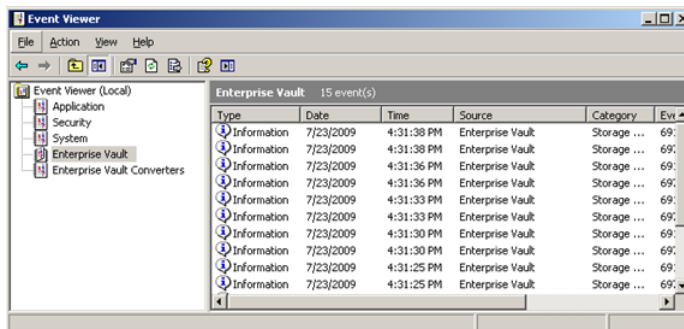 Event Viewer
File Action View Help
Event Viewer (Local)
Application
Security
System
Enterprise Vault
Enterprise Vault Converters
Enterprise Vault 15 event(s)
Type Date Time Source Category
Information 7/23/2009 4:31:38 PM Enterprise Vault Storage ...
Information 7/23/2009 4:31:38 PM Enterprise Vault Storage ...
Information 7/23/2009 4:31:36 PM Enterprise Vault Storage ...
Information 7/23/2009 4:31:36 PM Enterprise Vault Storage ...
Information 7/23/2009 4:31:33 PM Enterprise Vault Storage ...
Information 7/23/2009 4:31:33 PM Enterprise Vault Storage ...
Information 7/23/2009 4:31:30 PM Enterprise Vault Storage ...
Information 7/23/2009 4:31:30 PM Enterprise Vault Storage ...
Information 7/23/2009 4:31:25 PM Enterprise Vault Storage ...
Information 7/23/2009 4:31:25 PM Enterprise Vault Storage ...